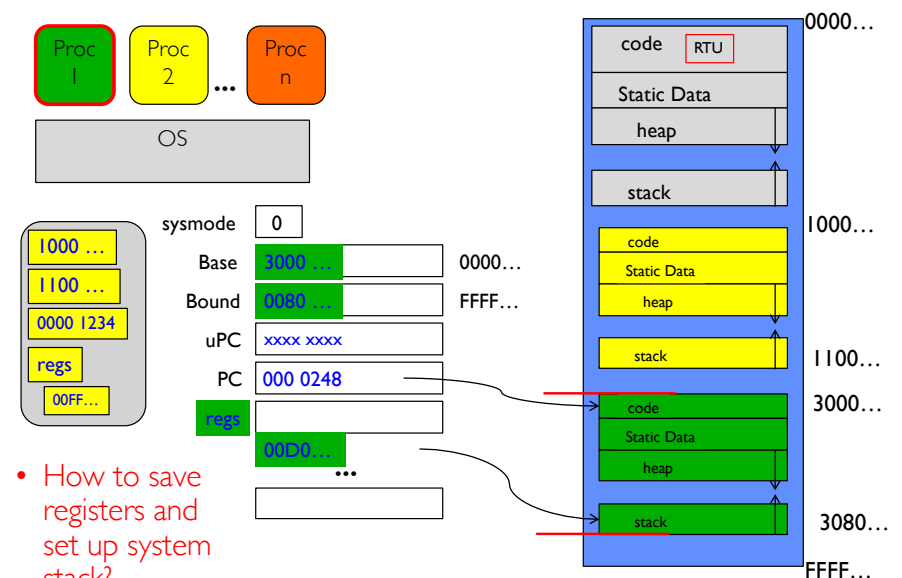 Proc
1
Proc
2
...
Proc
n
OS
sysmode
0
Base
3000 ...
0000...
Bound
0080 ...
FFFF...
uPC
xxxx xxxx
PC
000 0248
regs
00D0...
...
1000 ...
1100 ...
0000 1234
regs
00FF...
• How to save
registers and
set up system
stack?
code
RTU
Static Data
heap
stack
code
Static Data
heap
stack
code
Static Data
heap
stack
0000...
1000...
1100...
3000...
3080...
FFFF...